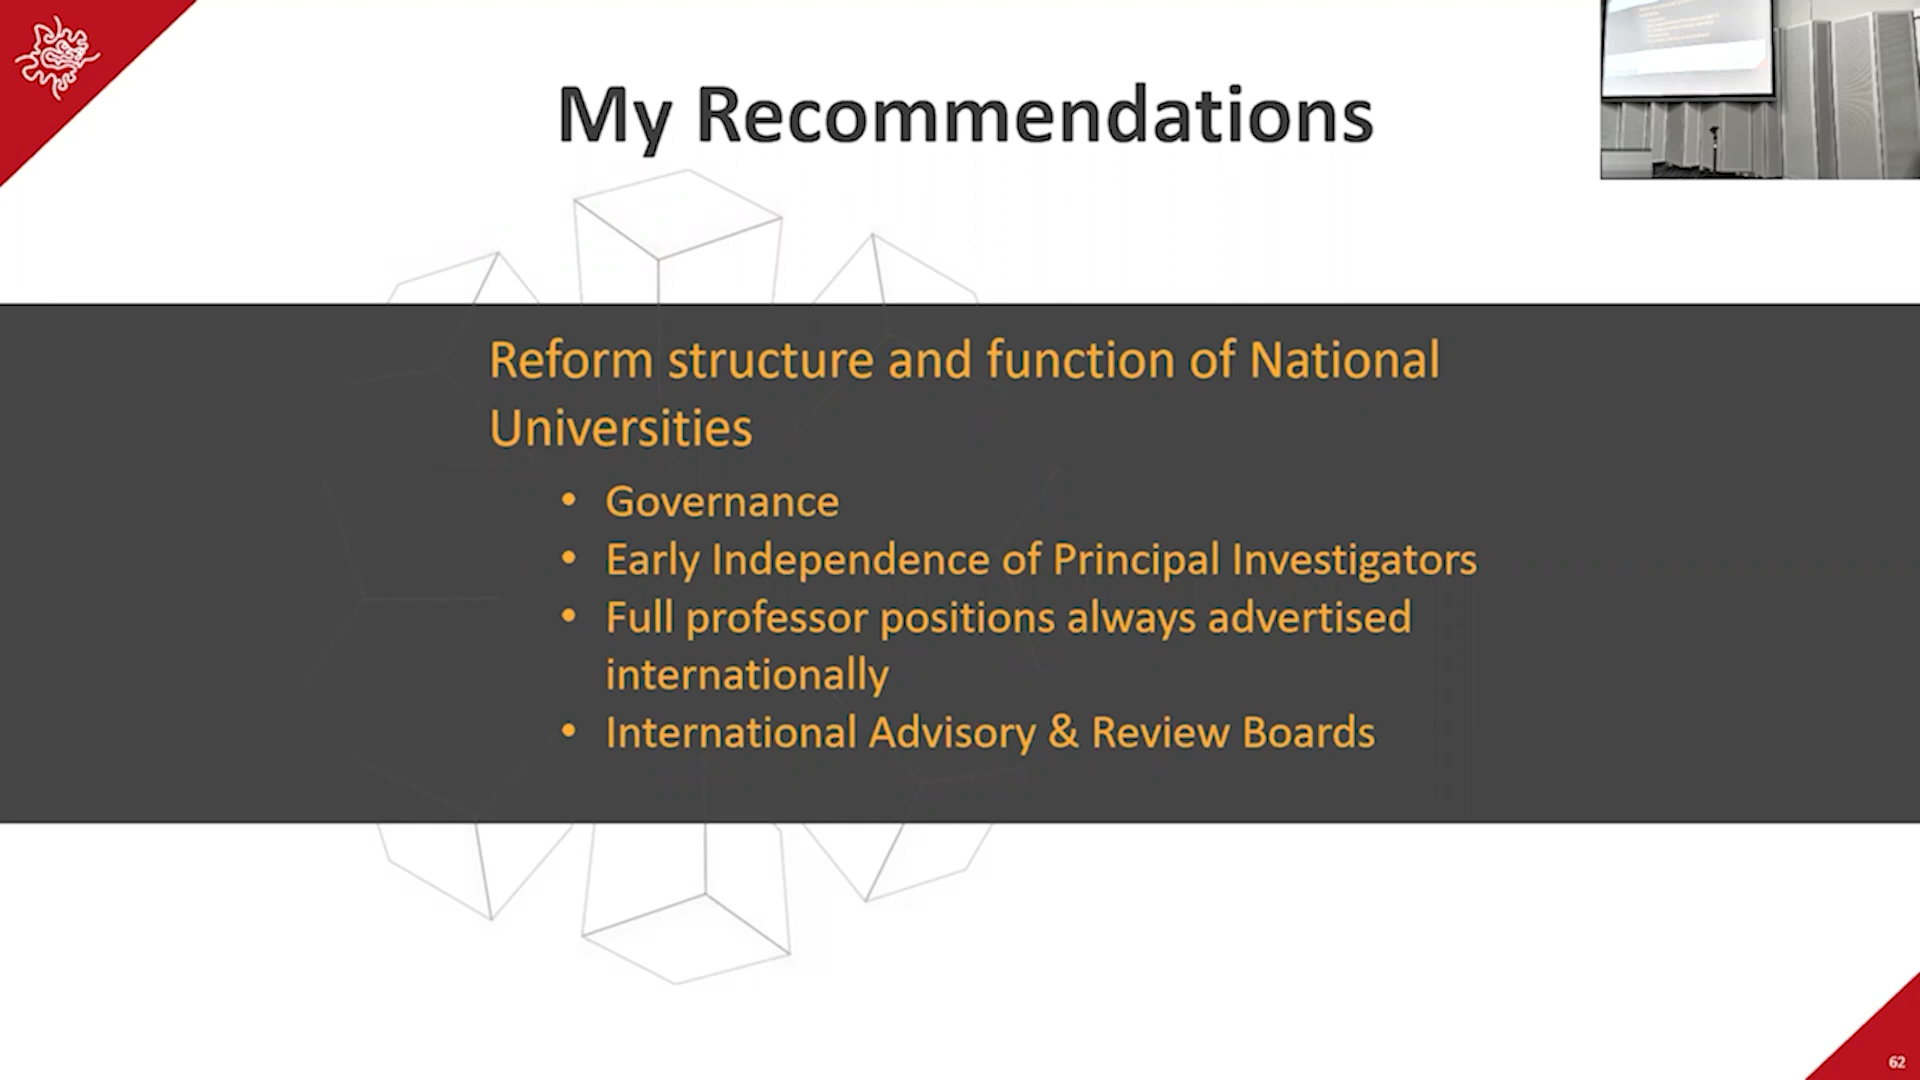 My Recommendations
Reform structure and function of National
Universities
• Governance
• Early Independence of Principal Investigators
• Full professor positions always advertised
internationally
• International Advisory & Review Boards
62